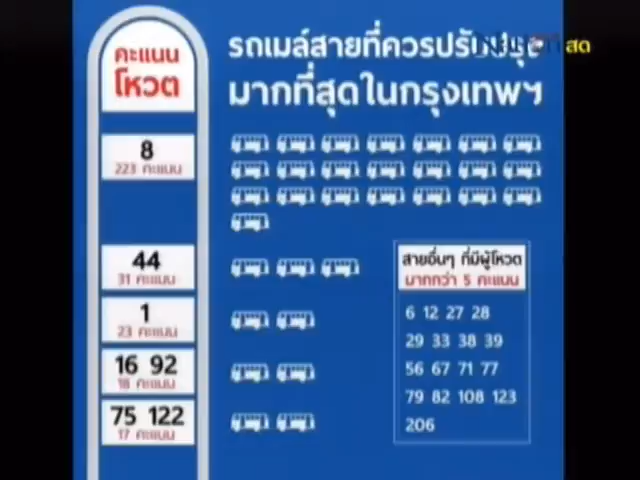 คะแนน
โหวต
รถเมล์สายที่ควรปรับปรุง
มากที่สุดในกรุงเทพฯ
สด
8
223 คะแนน
44
31 คะแนน
1
23 คะแนน
16 92
18 คะแนน
75 122
17 คะแนน
สายอื่นๆ ที่มีผู้โหวต
มากกว่า 5 คะแนน
6 12 27 28
29 33 38 39
56 67 71 77
79 82 108 123
206